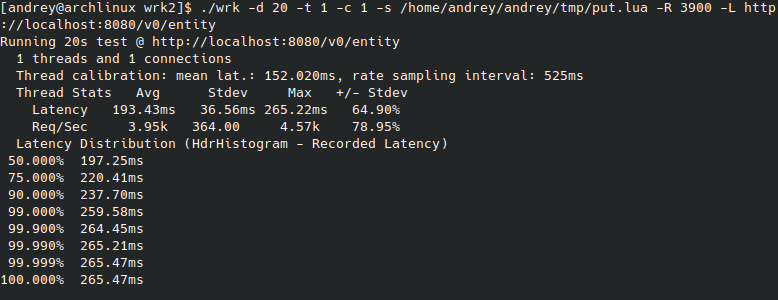 [andrey@archlinux wrk2]$ ./wrk -d 20 -t 1 -c 1 -s /home/andrey/andrey/tmp/put.lua -R 3900 -L http
://localhost:8080/v0/entity
Running 20s test @ http://localhost:8080/v0/entity
  1 threads and 1 connections
  Thread calibration: mean lat.: 152.020ms, rate sampling interval: 525ms
  Thread Stats   Avg      Stdev     Max   +/- Stdev
    Latency   193.43ms   36.56ms 265.22ms   64.90%
    Req/Sec     3.95k   364.00     4.57k    78.95%
  Latency Distribution (HdrHistogram - Recorded Latency)
 50.000%  197.25ms
 75.000%  220.41ms
 90.000%  237.70ms
 99.000%  259.58ms
 99.900%  264.45ms
 99.990%  265.21ms
 99.999%  265.47ms
100.000%  265.47ms